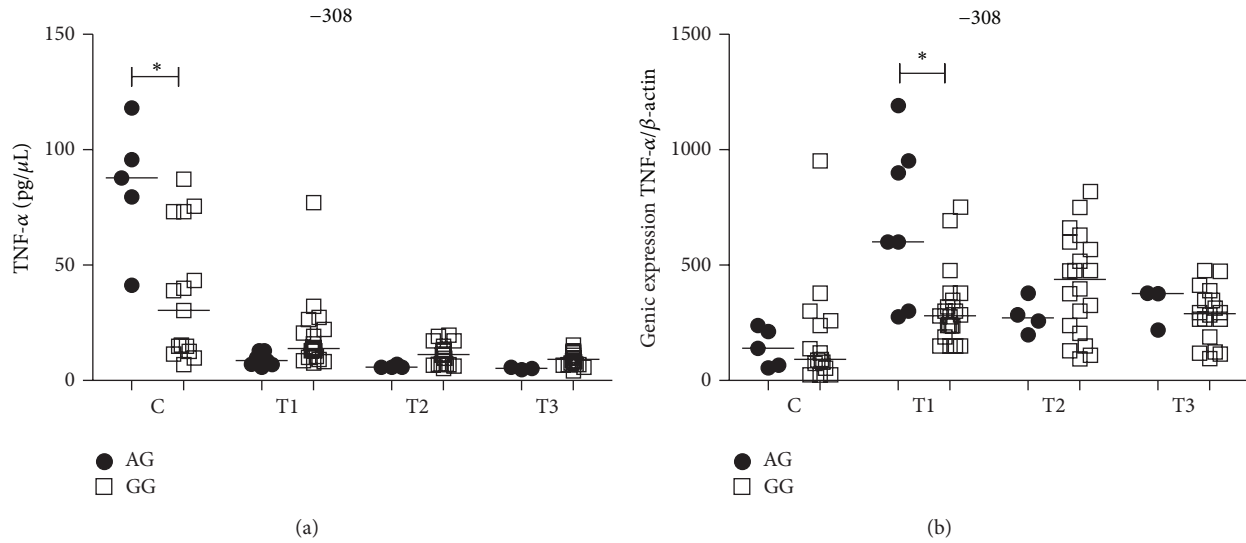 −308
TNF-α (pg/μL)
150
100
50
0
*
C
T1
T2
T3
AG
GG
(a)
−308
Genic expression TNF-α/β-actin
1500
1000
500
0
*
C
T1
T2
T3
AG
GG
(b)